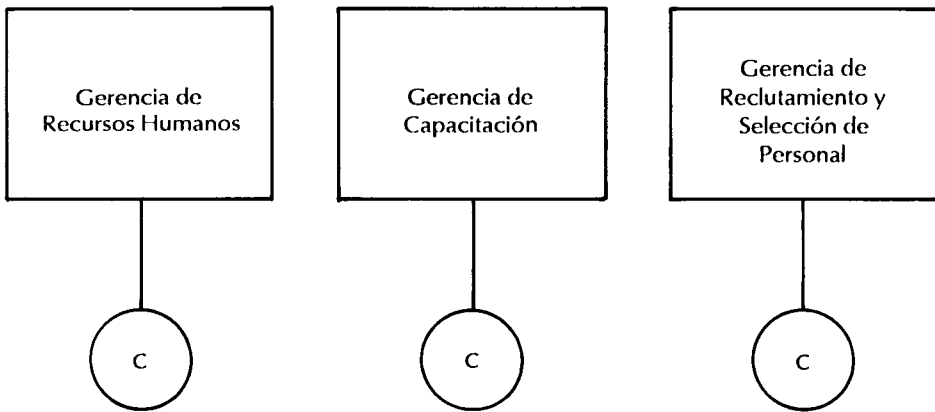 Gerencia de
Recursos Humanos
Gerencia de
Capacitación
Gerencia de
Reclutamiento y
Selección de
Personal
C
C
C